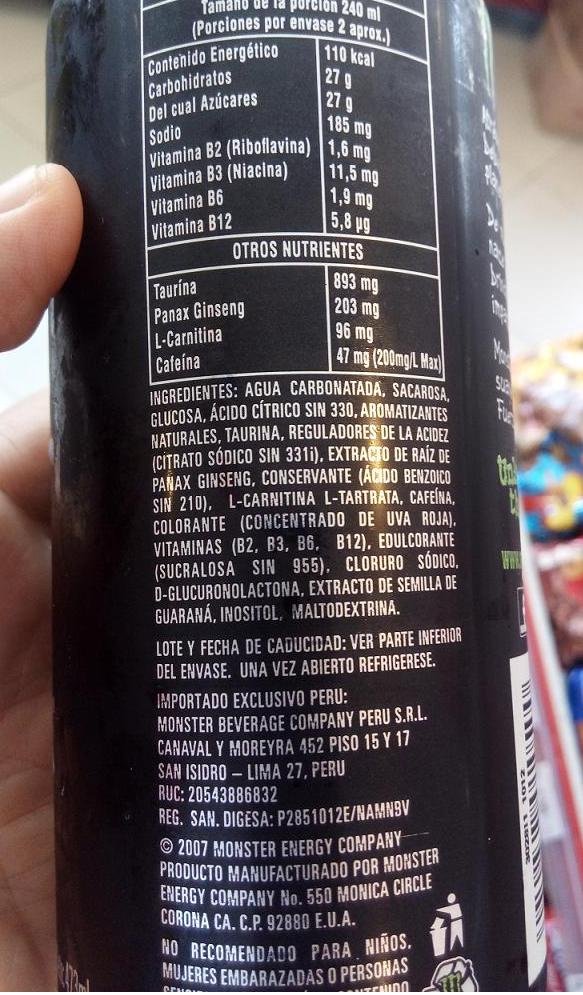 Tamaño de la porción 240 ml
(Porciones por envase 2 aprox.)
Contenido Energético 110 kcal
Carbohidratos 27 g
Del cual Azúcares 27 g
Sodio 185 mg
Vitamina B2 (Riboflavina) 1,6 mg
Vitamina B3 (Niacina) 11,5 mg
Vitamina B6 1,9 mg
Vitamina B12 5,8 µg
OTROS NUTRIENTES
Taurína 893 mg
Panax Ginseng 203 mg
L-Carnitina 96 mg
Cafeína 47 mg (200mg/L Max)
INGREDIENTES: AGUA CARBONATADA, SACAROSA,
GLUCOSA, ÁCIDO CÍTRICO SIN 330, AROMATIZANTES
NATURALES, TAURINA, REGULADORES DE LA ACIDEZ
(CITRATO SÓDICO SIN 331i), EXTRACTO DE RAÍZ DE
PANAX GINSENG, CONSERVANTE (ÁCIDO BENZOICO
SIN 210), L-CARNITINA L-TARTRATA, CAFEÍNA,
COLORANTE (CONCENTRADO DE UVA ROJA),
VITAMINAS (B2, B3, B6, B12), EDULCORANTE
(SUCRALOSA SIN 955), CLORURO SÓDICO,
D-GLUCURONOLACTONA, EXTRACTO DE SEMILLA DE
GUARANÁ, INOSITOL, MALTODEXTRINA.
LOTE Y FECHA DE CADUCIDAD: VER PARTE INFERIOR
DEL ENVASE. UNA VEZ ABIERTO REFRIGERESE.
IMPORTADO EXCLUSIVO PERU:
MONSTER BEVERAGE COMPANY PERU S.R.L.
CANAVAL Y MOREYRA 452 PISO 15 Y 17
SAN ISIDRO – LIMA 27, PERU
RUC: 20543886832
REG. SAN. DIGESA: P2851012E/NAMNBV
© 2007 MONSTER ENERGY COMPANY
PRODUCTO MANUFACTURADO POR MONSTER
ENERGY COMPANY No. 550 MONICA CIRCLE
CORONA CA. C.P. 92880 E.U.A.
NO RECOMENDADO PARA NIÑOS,
MUJERES EMBARAZADAS O PERSONAS
CONTENIDO
473ml
302811 1012